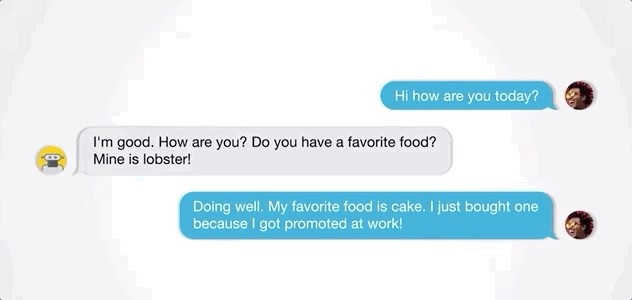 Hi how are you today?
I'm good. How are you? Do you have a favorite food?
Mine is lobster!
Doing well. My favorite food is cake. I just bought one
because I got promoted at work!